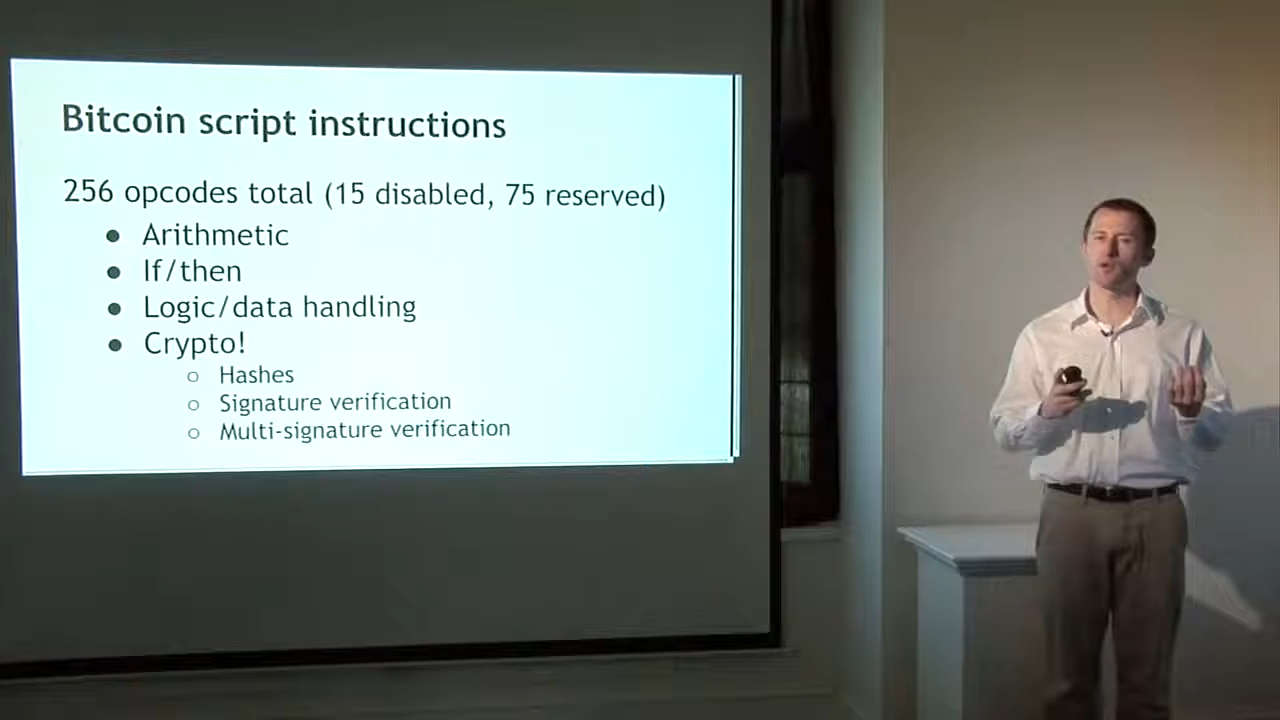 Bitcoin script instructions
256 opcodes total (15 disabled, 75 reserved)
● Arithmetic
● If/then
● Logic/data handling
● Crypto!
○ Hashes
○ Signature verification
○ Multi-signature verification